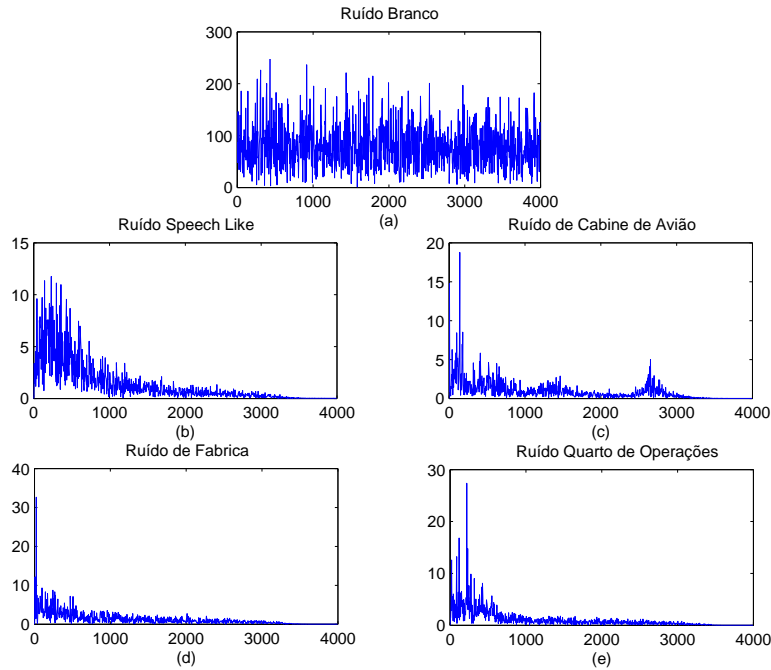 Ruído Branco
300
200
100
0
0 1000 2000 3000 4000
(a)
Ruído Speech Like
15
10
5
0
0 1000 2000 3000 4000
(b)
Ruído de Cabine de Avião
20
15
10
5
0
0 1000 2000 3000 4000
(c)
Ruído de Fabrica
40
30
20
10
0
0 1000 2000 3000 4000
(d)
Ruído Quarto de Operações
30
20
10
0
0 1000 2000 3000 4000
(e)